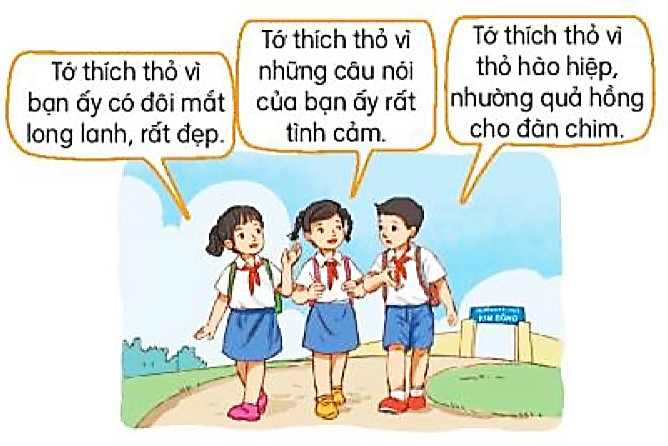 Tớ thích thỏ vì
bạn ấy có đôi mắt
long lanh, rất đẹp.
Tớ thích thỏ vì
những câu nói
của bạn ấy rất
tình cảm.
Tớ thích thỏ vì
thỏ hào hiệp,
nhường quả hồng
cho đàn chim.
KIM ĐỒNG